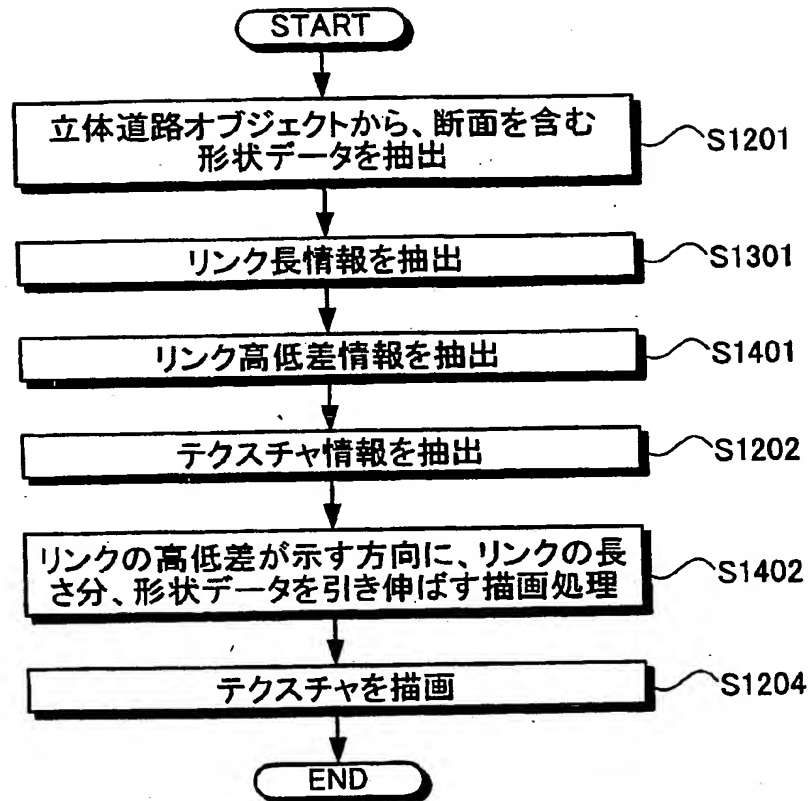 START
立体道路オブジェクトから、断面を含む
形状データを抽出
S1201
リンク長情報を抽出
S1301
リンク高低差情報を抽出
S1401
テクスチャ情報を抽出
S1202
リンクの高低差が示す方向に、リンクの長
さ分、形状データを引き伸ばす描画処理
S1402
テクスチャを描画
S1204
END